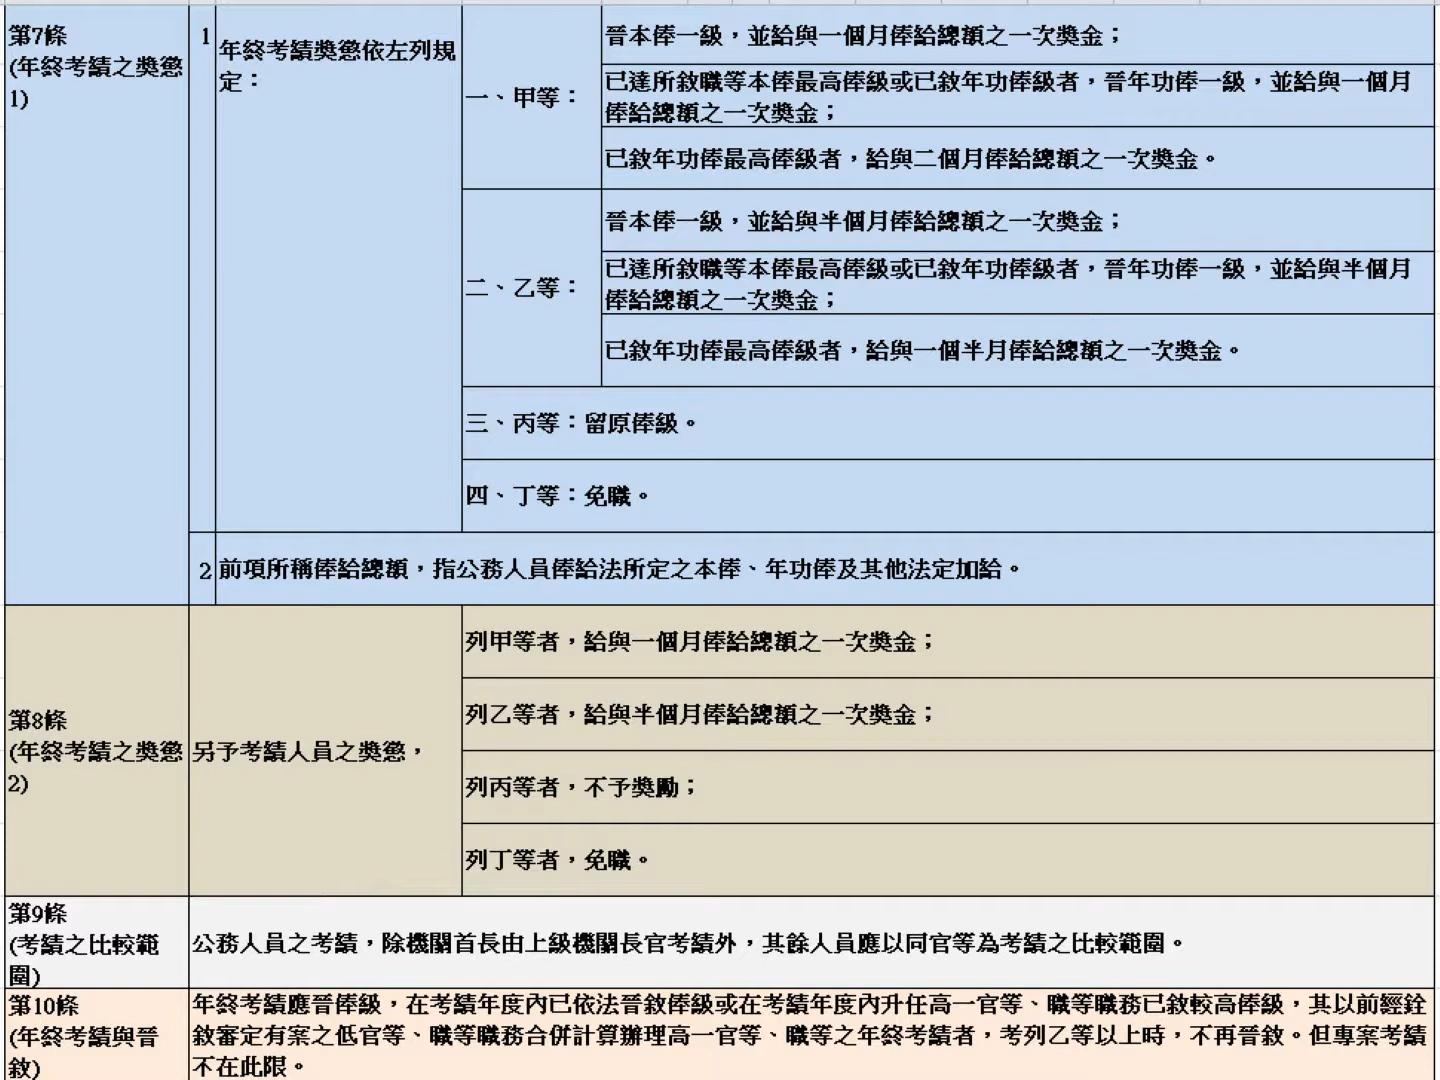 第7條
(年終考績之獎懲
1)
1
年終考績獎懲依左列規
定：
一、甲等：
晉本俸一級，並給與一個月俸給總額之一次獎金；
已達所敘職等本俸最高俸級或已敘年功俸級者，晉年功俸一級，並給與一個月
俸給總額之一次獎金；
已敘年功俸最高俸級者，給與二個月俸給總額之一次獎金。
二、乙等：
晉本俸一級，並給與半個月俸給總額之一次獎金；
已達所敘職等本俸最高俸級或已敘年功俸級者，晉年功俸一級，並給與半個月
俸給總額之一次獎金；
已敘年功俸最高俸級者，給與一個半月俸給總額之一次獎金。
三、丙等：留原俸級。
四、丁等：免職。
2
前項所稱俸給總額，指公務人員俸給法所定之本俸、年功俸及其他法定加給。
第8條
(年終考績之獎懲
2)
另予考績人員之獎懲，
列甲等者，給與一個月俸給總額之一次獎金；
列乙等者，給與半個月俸給總額之一次獎金；
列丙等者，不予獎勵；
列丁等者，免職。
第9條
(考績之比較範
圍)
公務人員之考績，除機關首長由上級機關長官考績外，其餘人員應以同官等為考績之比較範圍。
第10條
(年終考績與晉
敘)
年終考績應晉俸級，在考績年度內已依法晉敘俸級或在考績年度內升任高一官等、職等職務已敘較高俸級，其以前經銓
敘審定有案之低官等、職等職務合併計算辦理高一官等、職等之年終考績者，考列乙等以上時，不再晉敘。但專案考績
不在此限。